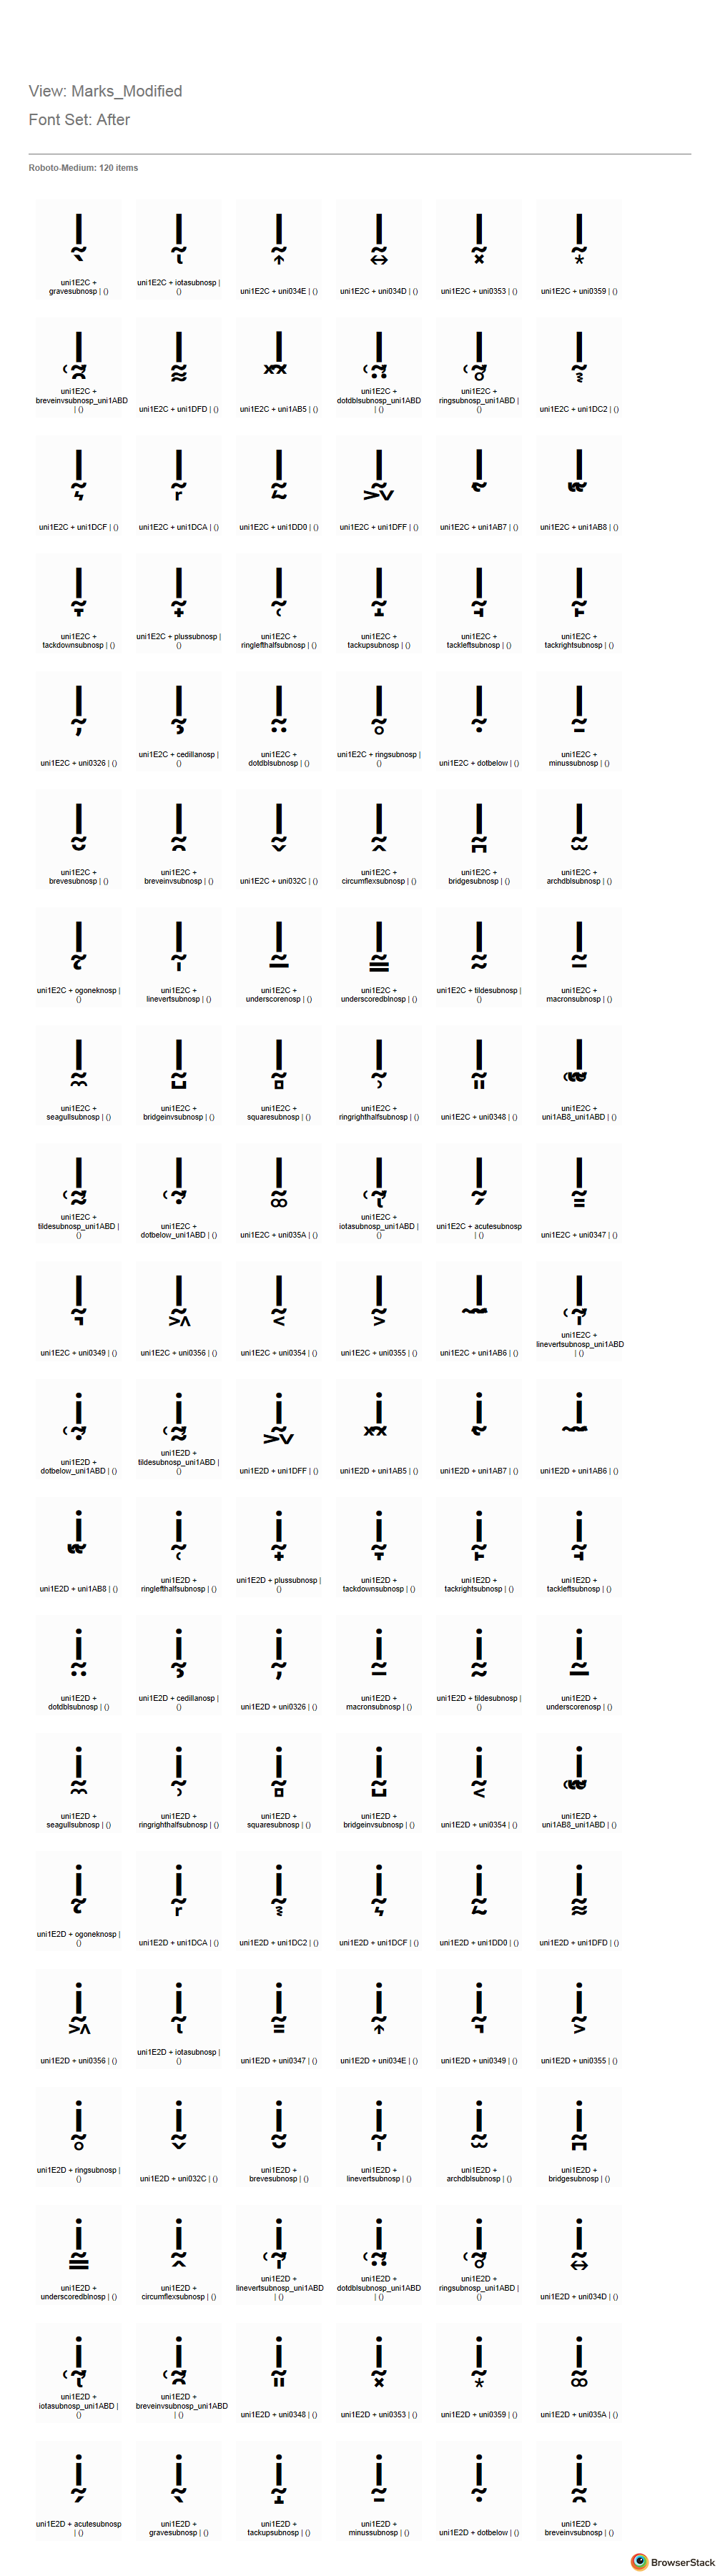 View: Marks_Modified
Font Set: After
Roboto-Medium: 120 items
uni1E2C + gravesubnosp | ()
uni1E2C + iotasubnosp | ()
uni1E2C + uni034E | ()
uni1E2C + uni034D | ()
uni1E2C + uni0353 | ()
uni1E2C + uni0359 | ()
uni1E2C + breveinvsubnosp_uni1ABD | ()
uni1E2C + uni1DFD | ()
uni1E2C + uni1AB5 | ()
uni1E2C + dotdblsubnosp_uni1ABD | ()
uni1E2C + ringsubnosp_uni1ABD | ()
uni1E2C + uni1DC2 | ()
uni1E2C + uni1DCF | ()
uni1E2C + uni1DCA | ()
uni1E2C + uni1DD0 | ()
uni1E2C + uni1DFF | ()
uni1E2C + uni1AB7 | ()
uni1E2C + uni1AB8 | ()
uni1E2C + tackdownsubnosp | ()
uni1E2C + plussubnosp | ()
uni1E2C + ringlefthalfsubnosp | ()
uni1E2C + tackupsubnosp | ()
uni1E2C + tackleftsubnosp | ()
uni1E2C + tackrightsubnosp | ()
uni1E2C + uni0326 | ()
uni1E2C + cedillanosp | ()
uni1E2C + dotdblsubnosp | ()
uni1E2C + ringsubnosp | ()
uni1E2C + dotbelow | ()
uni1E2C + minussubnosp | ()
uni1E2C + brevesubnosp | ()
uni1E2C + breveinvsubnosp | ()
uni1E2C + uni032C | ()
uni1E2C + circumflexsubnosp | ()
uni1E2C + bridgesubnosp | ()
uni1E2C + archdblsubnosp | ()
uni1E2C + ogoneknosp | ()
uni1E2C + linevertsubnosp | ()
uni1E2C + underscorenosp | ()
uni1E2C + underscoredblnosp | ()
uni1E2C + tildesubnosp | ()
uni1E2C + macronsubnosp | ()
uni1E2C + seagullsubnosp | ()
uni1E2C + bridgeinvsubnosp | ()
uni1E2C + squaresubnosp | ()
uni1E2C + ringrighthalfsubnosp | ()
uni1E2C + uni0348 | ()
uni1E2C + uni1AB8_uni1ABD | ()
uni1E2C + tildesubnosp_uni1ABD | ()
uni1E2C + dotbelow_uni1ABD | ()
uni1E2C + uni035A | ()
uni1E2C + iotasubnosp_uni1ABD | ()
uni1E2C + acutesubnosp | ()
uni1E2C + uni0347 | ()
uni1E2C + uni0349 | ()
uni1E2C + uni0356 | ()
uni1E2C + uni0354 | ()
uni1E2C + uni0355 | ()
uni1E2C + uni1AB6 | ()
uni1E2C + linevertsubnosp_uni1ABD | ()
uni1E2D + dotbelow_uni1ABD | ()
uni1E2D + tildesubnosp_uni1ABD | ()
uni1E2D + uni1DFF | ()
uni1E2D + uni1AB5 | ()
uni1E2D + uni1AB7 | ()
uni1E2D + uni1AB6 | ()
uni1E2D + uni1AB8 | ()
uni1E2D + ringlefthalfsubnosp | ()
uni1E2D + plussubnosp | ()
uni1E2D + tackdownsubnosp | ()
uni1E2D + tackrightsubnosp | ()
uni1E2D + tackleftsubnosp | ()
uni1E2D + dotdblsubnosp | ()
uni1E2D + cedillanosp | ()
uni1E2D + uni0326 | ()
uni1E2D + macronsubnosp | ()
uni1E2D + tildesubnosp | ()
uni1E2D + underscorenosp | ()
uni1E2D + seagullsubnosp | ()
uni1E2D + ringrighthalfsubnosp | ()
uni1E2D + squaresubnosp | ()
uni1E2D + bridgeinvsubnosp | ()
uni1E2D + uni0354 | ()
uni1E2D + uni1AB8_uni1ABD | ()
uni1E2D + ogoneknosp | ()
uni1E2D + uni1DCA | ()
uni1E2D + uni1DC2 | ()
uni1E2D + uni1DCF | ()
uni1E2D + uni1DD0 | ()
uni1E2D + uni1DFD | ()
uni1E2D + uni0356 | ()
uni1E2D + iotasubnosp | ()
uni1E2D + uni0347 | ()
uni1E2D + uni034E | ()
uni1E2D + uni0349 | ()
uni1E2D + uni0355 | ()
uni1E2D + ringsubnosp | ()
uni1E2D + uni032C | ()
uni1E2D + brevesubnosp | ()
uni1E2D + linevertsubnosp | ()
uni1E2D + archdblsubnosp | ()
uni1E2D + bridgesubnosp | ()
uni1E2D + underscoredblnosp | ()
uni1E2D + circumflexsubnosp | ()
uni1E2D + linevertsubnosp_uni1ABD | ()
uni1E2D + dotdblsubnosp_uni1ABD | ()
uni1E2D + ringsubnosp_uni1ABD | ()
uni1E2D + uni034D | ()
uni1E2D + iotasubnosp_uni1ABD | ()
uni1E2D + breveinvsubnosp_uni1ABD | ()
uni1E2D + uni0348 | ()
uni1E2D + uni0353 | ()
uni1E2D + uni0359 | ()
uni1E2D + uni035A | ()
uni1E2D + acutesubnosp | ()
uni1E2D + gravesubnosp | ()
uni1E2D + tackupsubnosp | ()
uni1E2D + minussubnosp | ()
uni1E2D + dotbelow | ()
uni1E2D + breveinvsubnosp | ()
BrowserStack